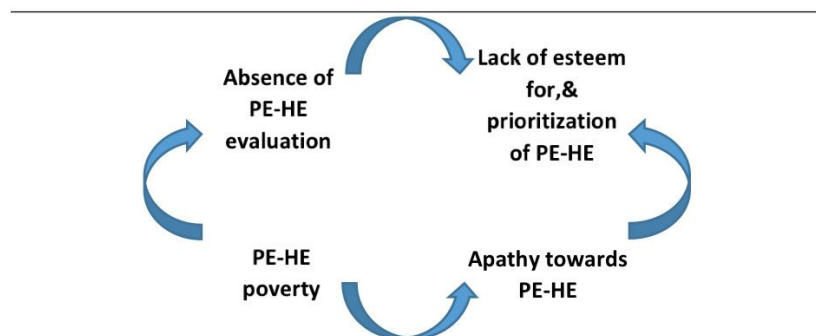 Absence of
PE-HE
evaluation
Lack of esteem
for,&
prioritization
of PE-HE
PE-HE
poverty
Apathy towards
PE-HE